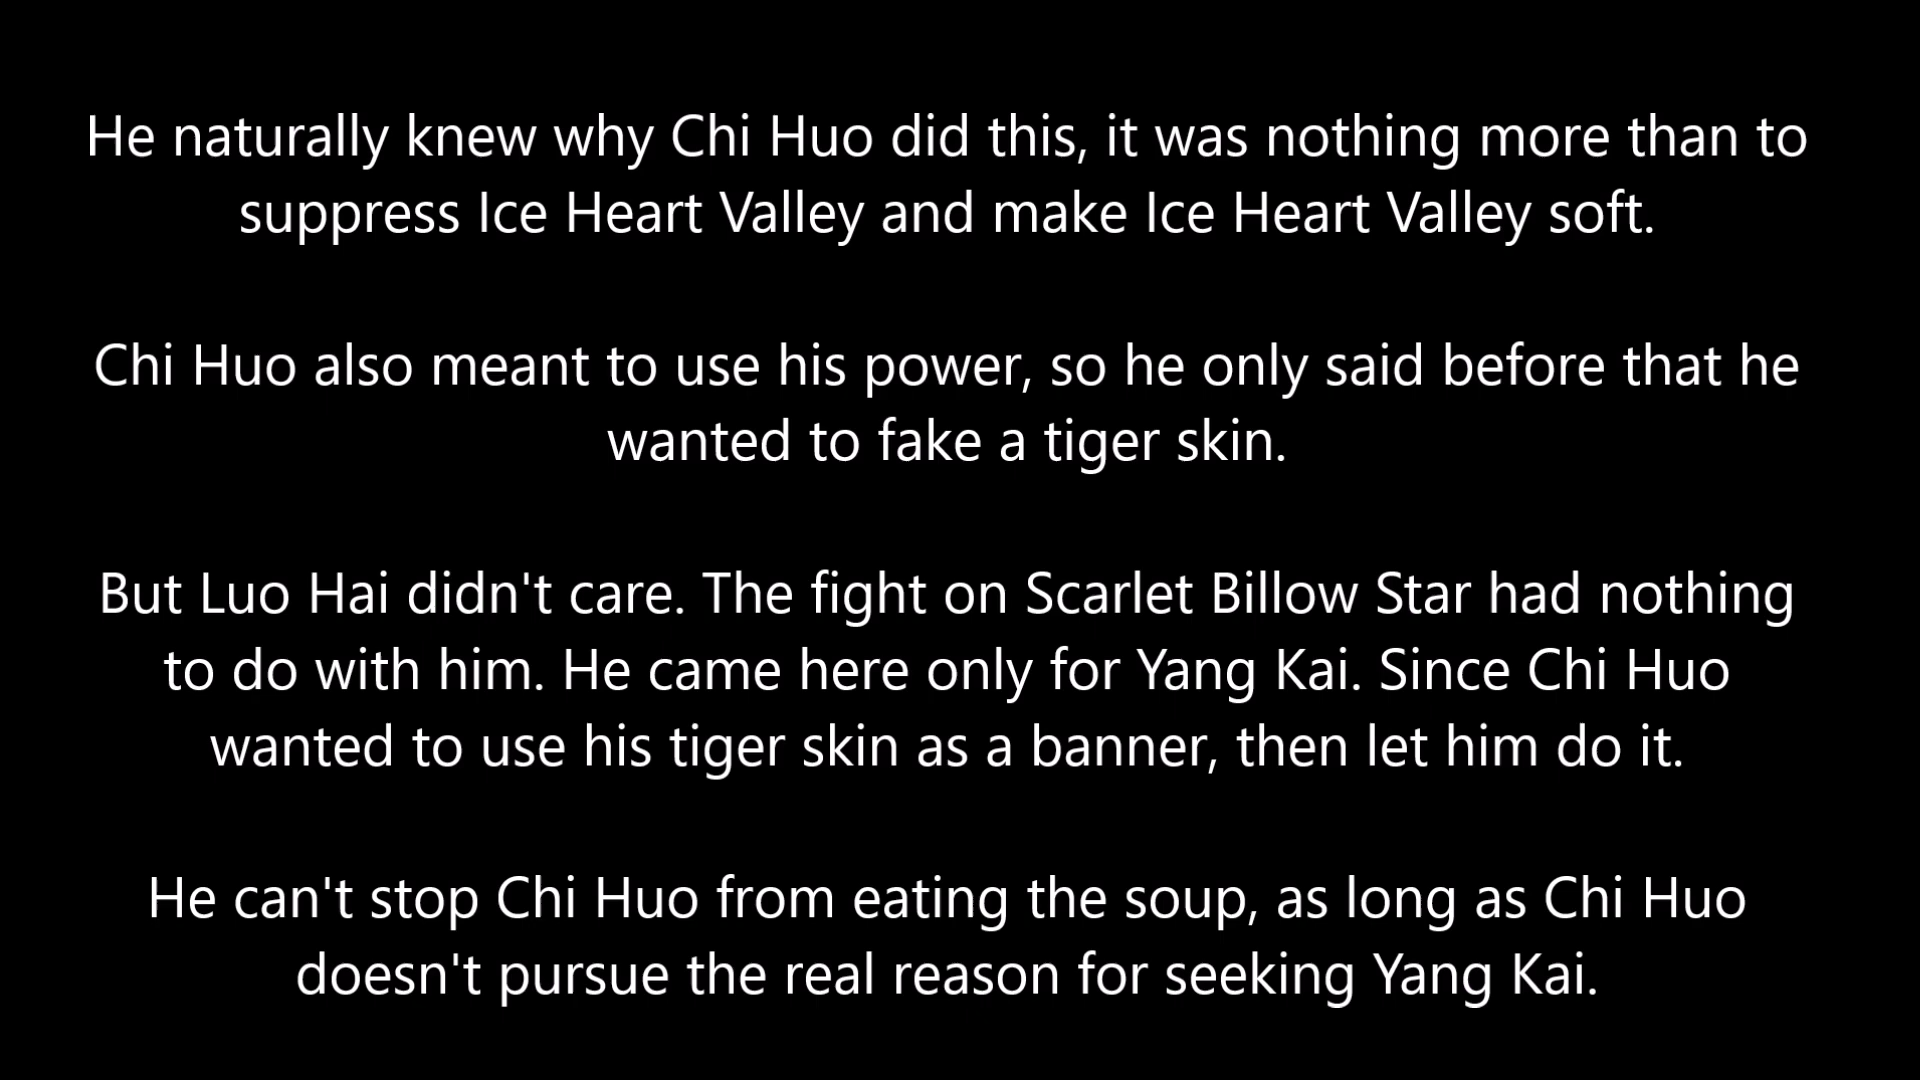 He naturally knew why Chi Huo did this, it was nothing more than to
suppress Ice Heart Valley and make Ice Heart Valley soft.
Chi Huo also meant to use his power, so he only said before that he
wanted to fake a tiger skin.
But Luo Hai didn't care. The fight on Scarlet Billow Star had nothing
to do with him. He came here only for Yang Kai. Since Chi Huo
wanted to use his tiger skin as a banner, then let him do it.
He can't stop Chi Huo from eating the soup, as long as Chi Huo
doesn't pursue the real reason for seeking Yang Kai.